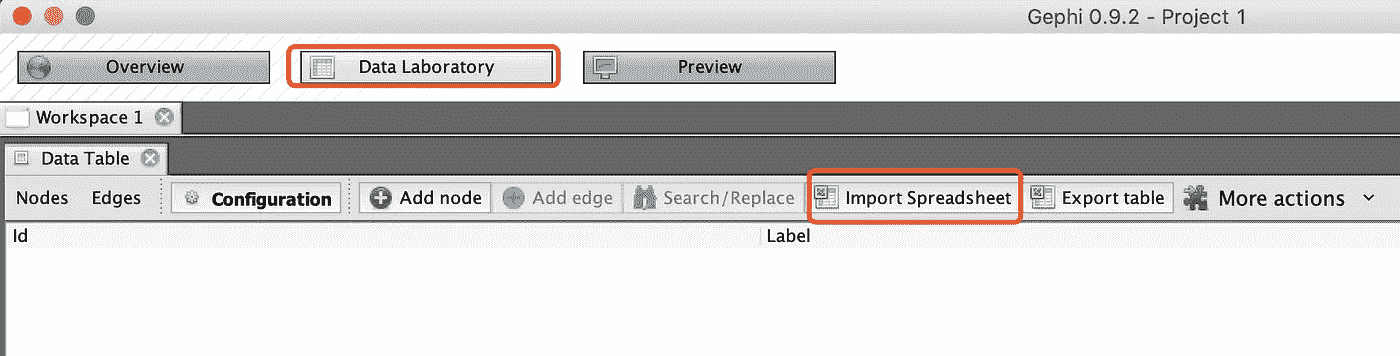 Gephi 0.9.2 - Project 1
Overview Data Laboratory Preview
Workspace 1
Data Table
Nodes Edges Configuration Add node Add edge Search/Replace Import Spreadsheet Export table More actions
Id Label